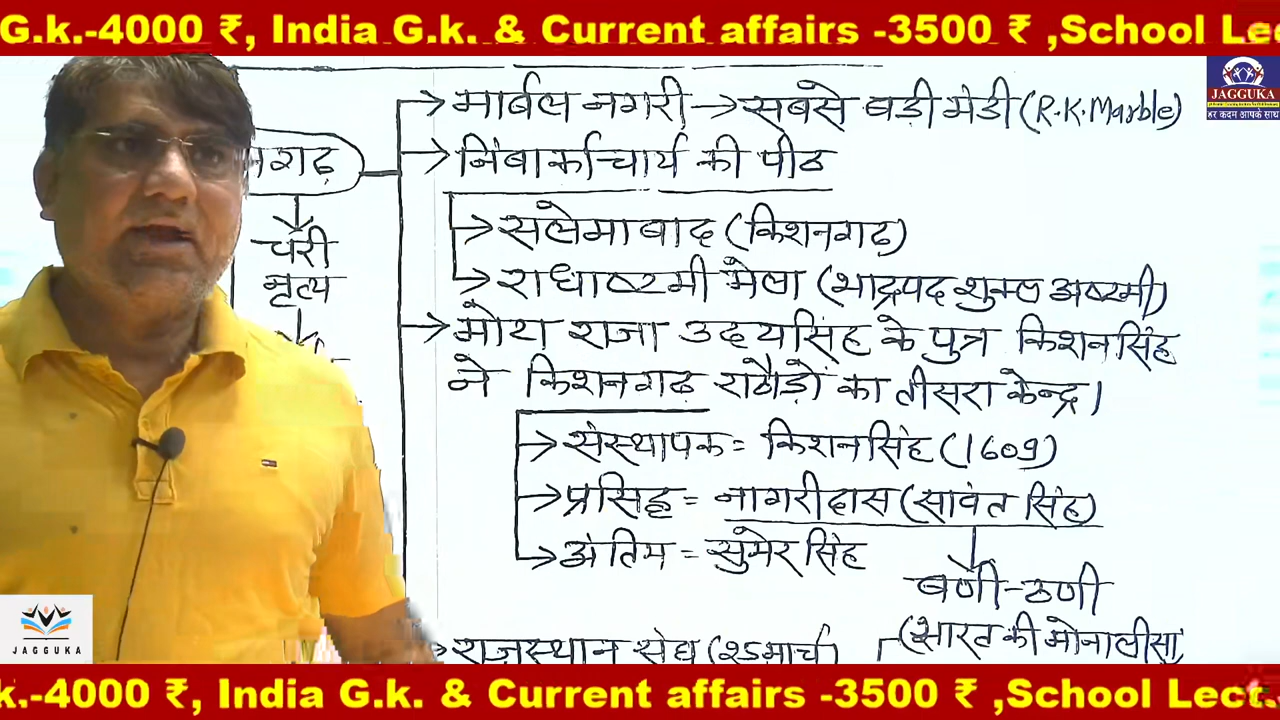 G.k.-4000 ₹, India G.k. & Current affairs -3500 ₹ ,School Lec
JAGGUKA
हर कदम आपके साथ
मार्बल नगरी → सबसे बड़ी मंडी (R.K. Marble)
निंबार्काचार्य की पीठ
नगढ़
चरी
नृत्य
सलेमाबाद (किशनगढ़)
राधाष्टमी मेला (भाद्रपद शुक्ल अष्टमी)
मोटा राजा उदयसिंह के पुत्र किशनसिंह
ने किशनगढ़ राठौड़ों का तीसरा केन्द्र।
संस्थापक = किशनसिंह (1609)
प्रसिद्ध = नागरीदास (सावंत सिंह)
अंतिम = सुमेर सिंह
बणी-ठणी
(भारत की मोनालीसा)
राजस्थान संघ (25 मार्च)
JAGGUKA
k.-4000 ₹, India G.k. & Current affairs -3500 ₹ ,School Lect